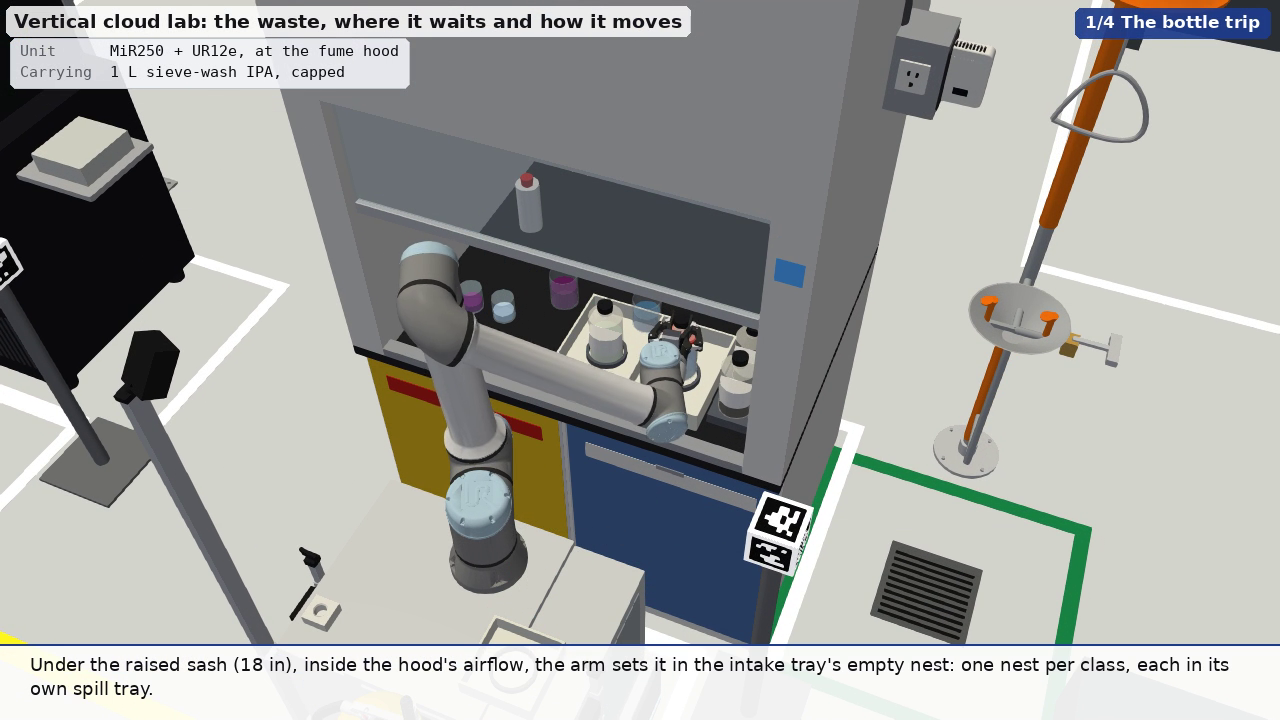 Vertical cloud lab: the waste, where it waits and how it moves
1/4 The bottle trip
Unit MiR250 + UR12e, at the fume hood
Carrying 1 L sieve-wash IPA, capped
Under the raised sash (18 in), inside the hood's airflow, the arm sets it in the intake tray's empty nest: one nest per class, each in its
own spill tray.